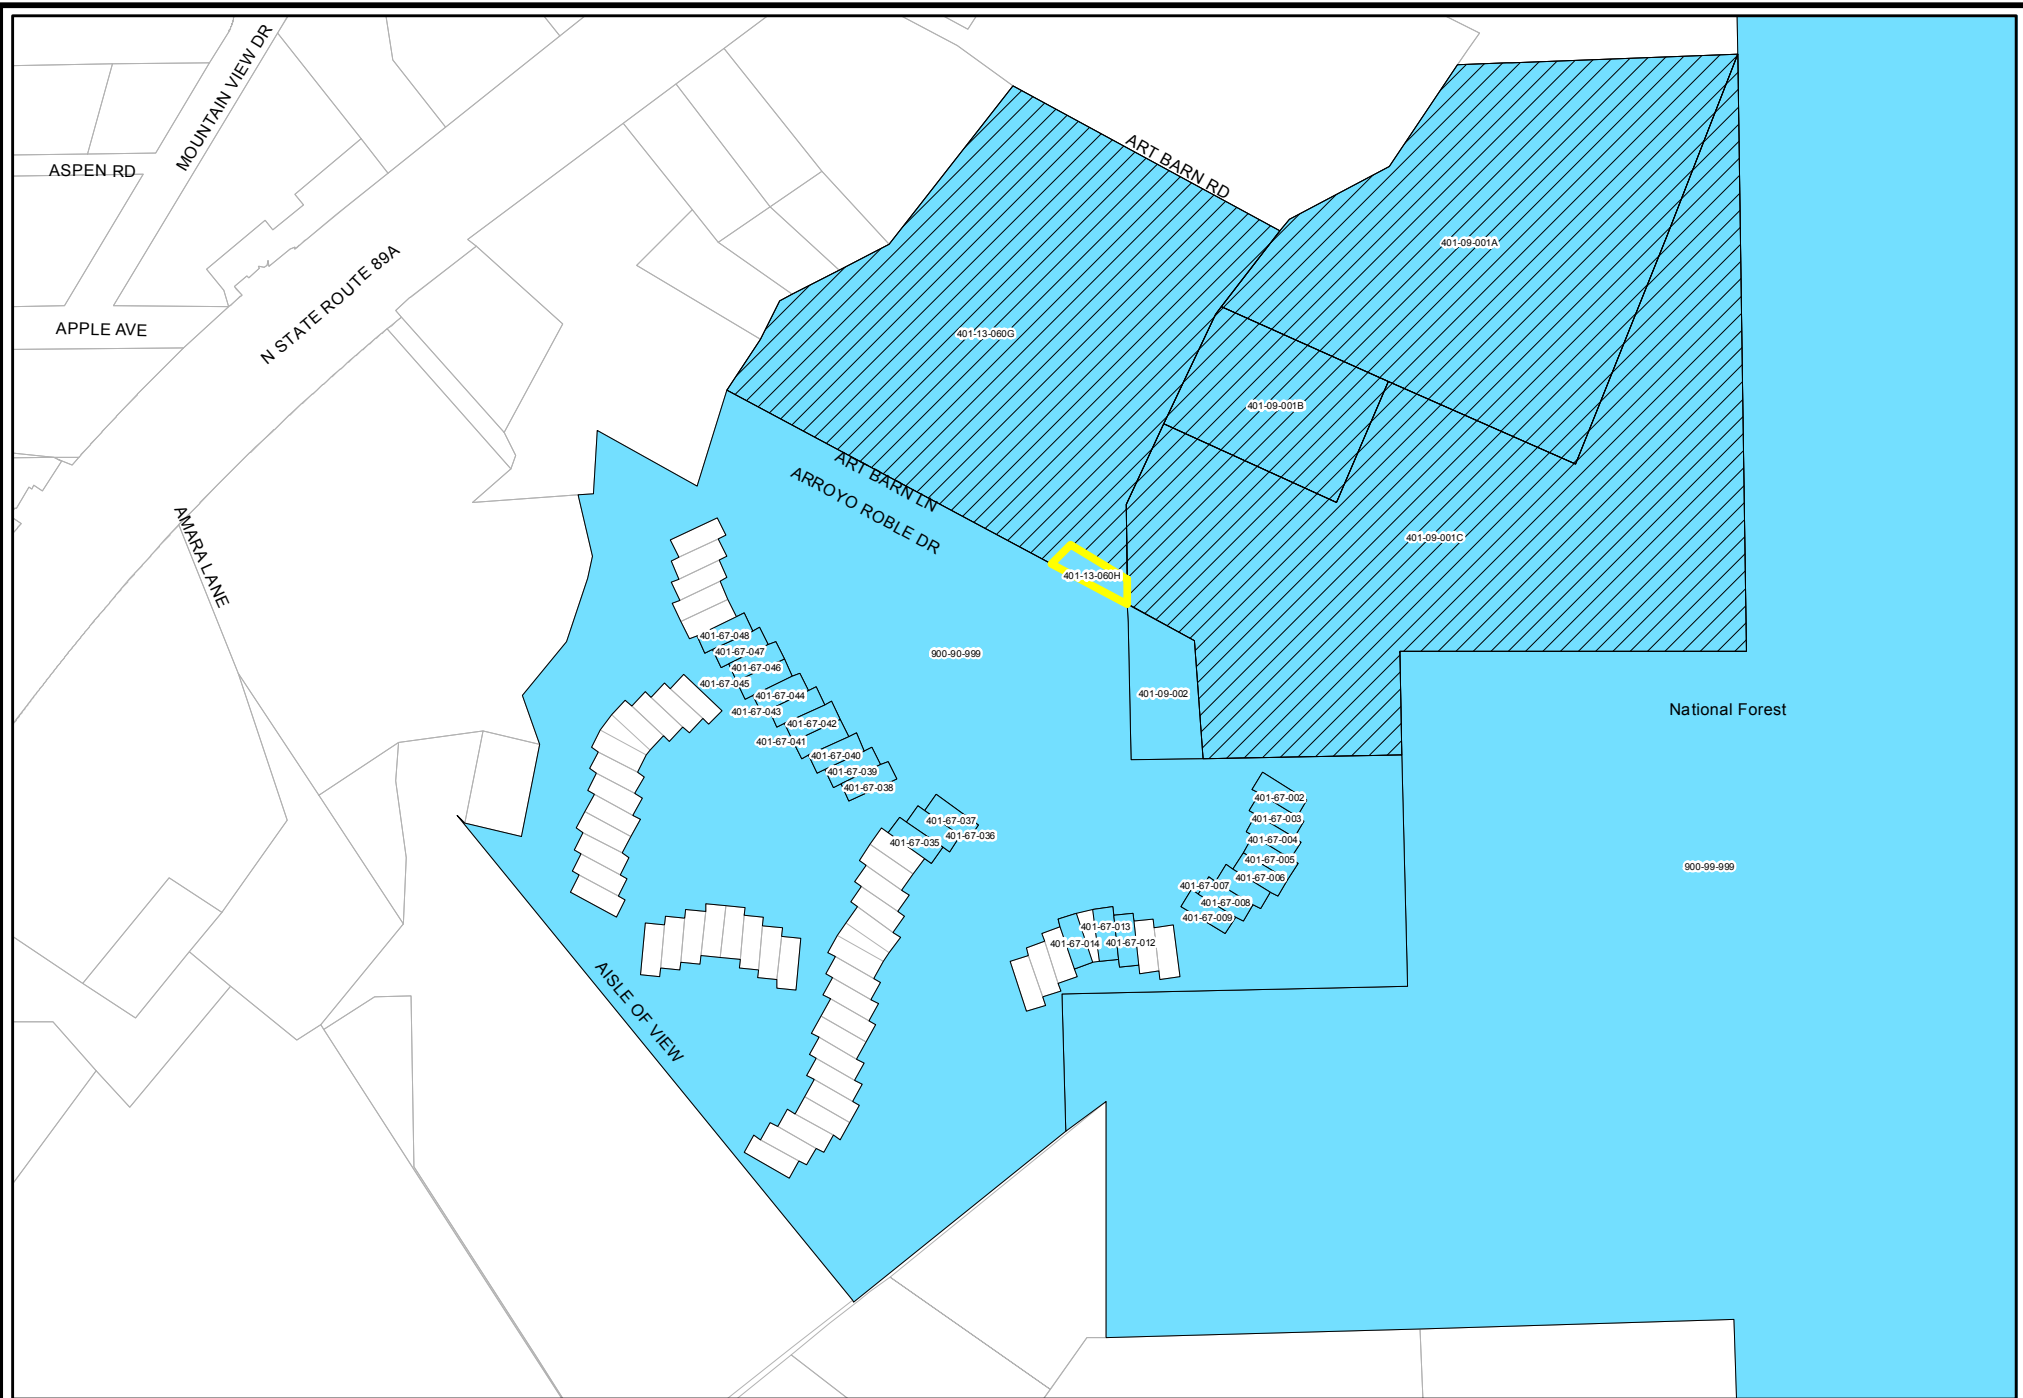 MOUNTAIN VIEW DR
ASPEN RD
ART BARN RD
401-09-001A
N STATE ROUTE 89A
APPLE AVE
401-13-060G
401-09-001B
ART BARN LN
ARROYO ROBLE DR
401-09-001C
AMARA LANE
401-13-060H
401-67-048
401-67-047
900-90-999
401-67-046
401-67-045
401-67-044
401-09-002
401-67-043
National Forest
401-67-042
401-67-041
401-67-040
401-67-039
401-67-038
401-67-002
401-67-003
401-67-037
401-67-036
401-67-035
401-67-004
401-67-005
900-99-999
401-67-006
401-67-007
401-67-008
401-67-009
401-67-013
401-67-014
401-67-012
AISLE OF VIEW